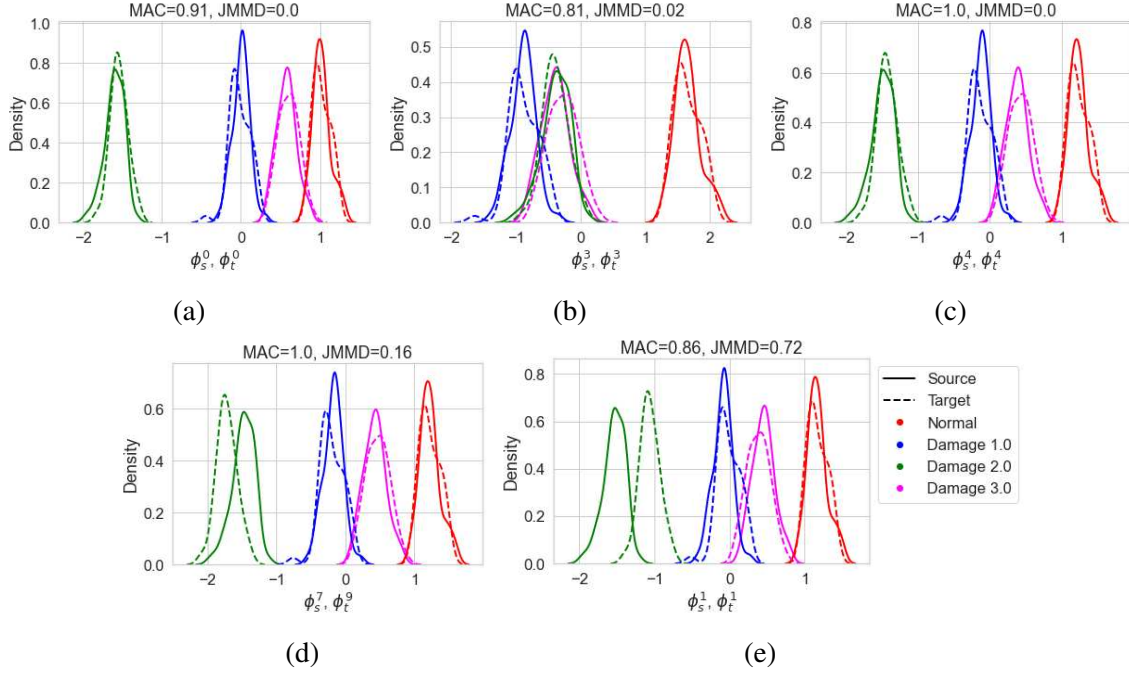 MAC=0.91, JMMD=0.0
1.0
0.8
0.6
0.4
0.2
0.0
Density
−2 −1 0 1
ϕ_s^0, ϕ_t^0
(a)
MAC=0.81, JMMD=0.02
0.5
0.4
0.3
0.2
0.1
0.0
Density
−2 −1 0 1 2
ϕ_s^3, ϕ_t^3
(b)
MAC=1.0, JMMD=0.0
0.8
0.6
0.4
0.2
0.0
Density
−2 −1 0 1
ϕ_s^4, ϕ_t^4
(c)
MAC=1.0, JMMD=0.16
0.6
0.4
0.2
0.0
Density
−2 −1 0 1
ϕ_s^7, ϕ_t^9
(d)
MAC=0.86, JMMD=0.72
0.8
0.6
0.4
0.2
0.0
Density
−2 −1 0 1
ϕ_s^1, ϕ_t^1
(e)
Source
Target
Normal
Damage 1.0
Damage 2.0
Damage 3.0